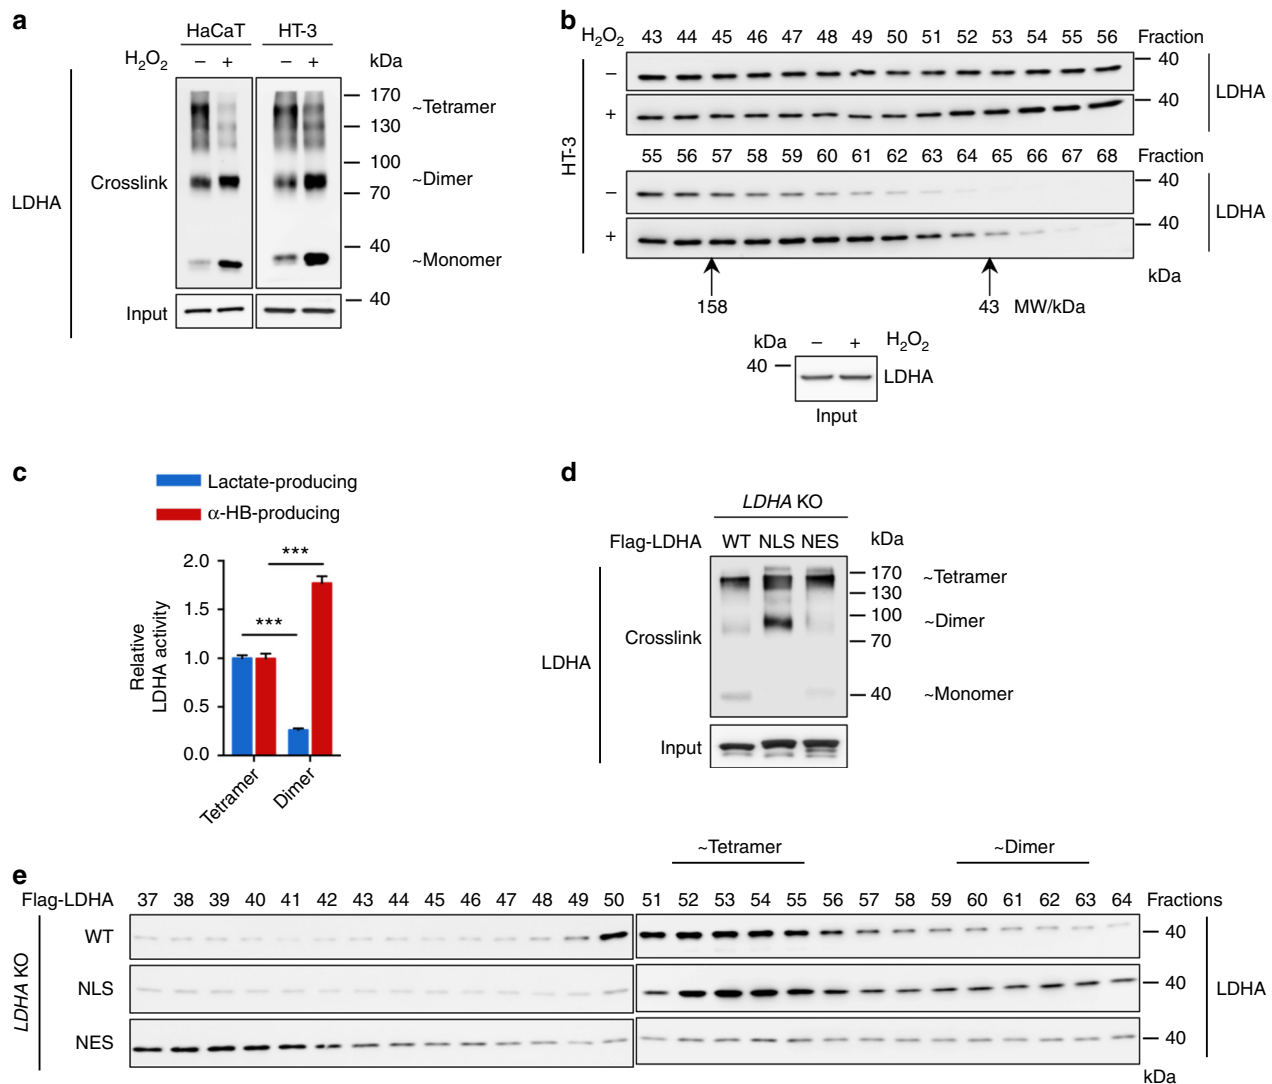 a
HaCaT HT-3
H2O2 – + – + kDa
LDHA
Crosslink
170
130
100
70
40
~Tetramer
~Dimer
~Monomer
Input
40
b
H2O2 43 44 45 46 47 48 49 50 51 52 53 54 55 56 Fraction
HT-3
– 40
+ 40
LDHA
55 56 57 58 59 60 61 62 63 64 65 66 67 68 Fraction
– 40
+ 40
LDHA
kDa
158 43 MW/kDa
kDa – + H2O2
40 LDHA
Input
c
Lactate-producing
α-HB-producing
Relative
LDHA activity
2.0
1.5
1.0
0.5
0.0
***
***
Tetramer
Dimer
d
LDHA KO
Flag-LDHA WT NLS NES kDa
LDHA
Crosslink
170
130
100
70
40
~Tetramer
~Dimer
~Monomer
Input
~Tetramer ~Dimer
e
Flag-LDHA 37 38 39 40 41 42 43 44 45 46 47 48 49 50 51 52 53 54 55 56 57 58 59 60 61 62 63 64 Fractions
LDHA KO
WT 40
NLS 40
NES 40
LDHA
kDa